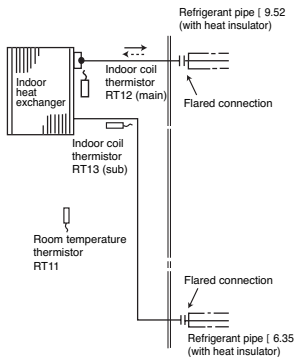 Refrigerant pipe [ 9.52
(with heat insulator)
Indoor
heat
exchanger
Indoor coil
thermistor
RT12 (main)
Flared connection
Indoor coil
thermistor
RT13 (sub)
Room temperature
thermistor
RT11
Flared connection
Refrigerant pipe [ 6.35
(with heat insulator)